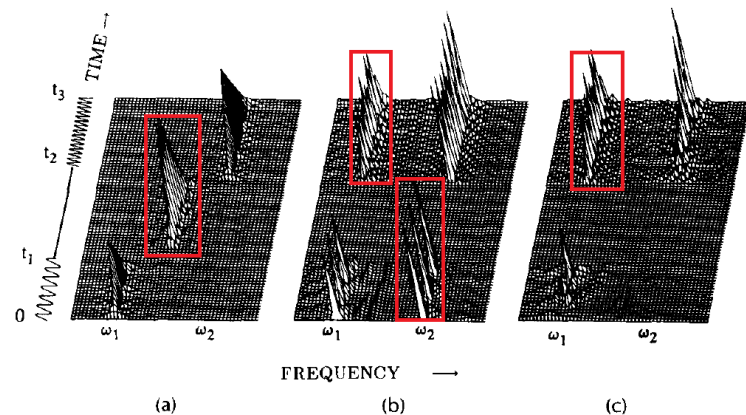 TIME →
t₃
t₂
t₁
0
ω₁ ω₂ ω₁ ω₂ ω₁ ω₂
FREQUENCY →
(a) (b) (c)